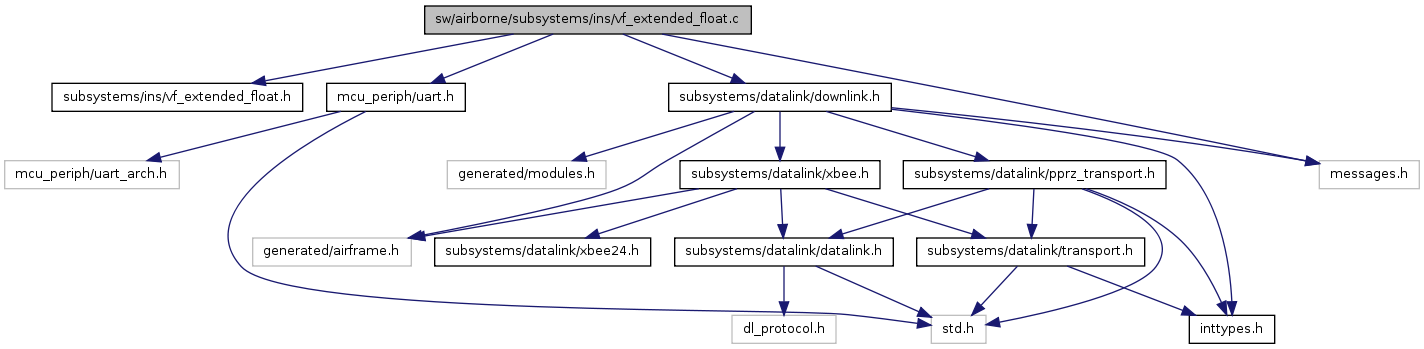 sw/airborne/subsystems/ins/vf_extended_float.c
subsystems/ins/vf_extended_float.h
mcu_periph/uart.h
subsystems/datalink/downlink.h
mcu_periph/uart_arch.h
generated/modules.h
subsystems/datalink/xbee.h
subsystems/datalink/pprz_transport.h
messages.h
generated/airframe.h
subsystems/datalink/xbee24.h
subsystems/datalink/datalink.h
subsystems/datalink/transport.h
dl_protocol.h
std.h
inttypes.h